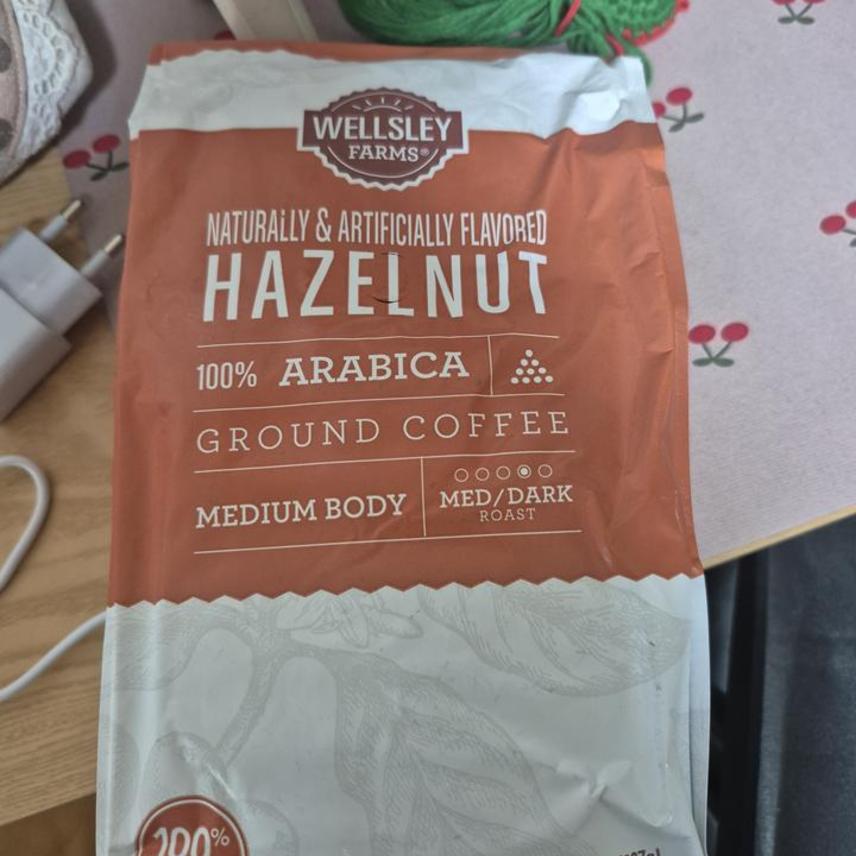 WELLSLEY
FARMS®
NATURALLY & ARTIFICIALLY FLAVORED
HAZELNUT
100% ARABICA
GROUND COFFEE
MEDIUM BODY
MED/DARK
ROAST